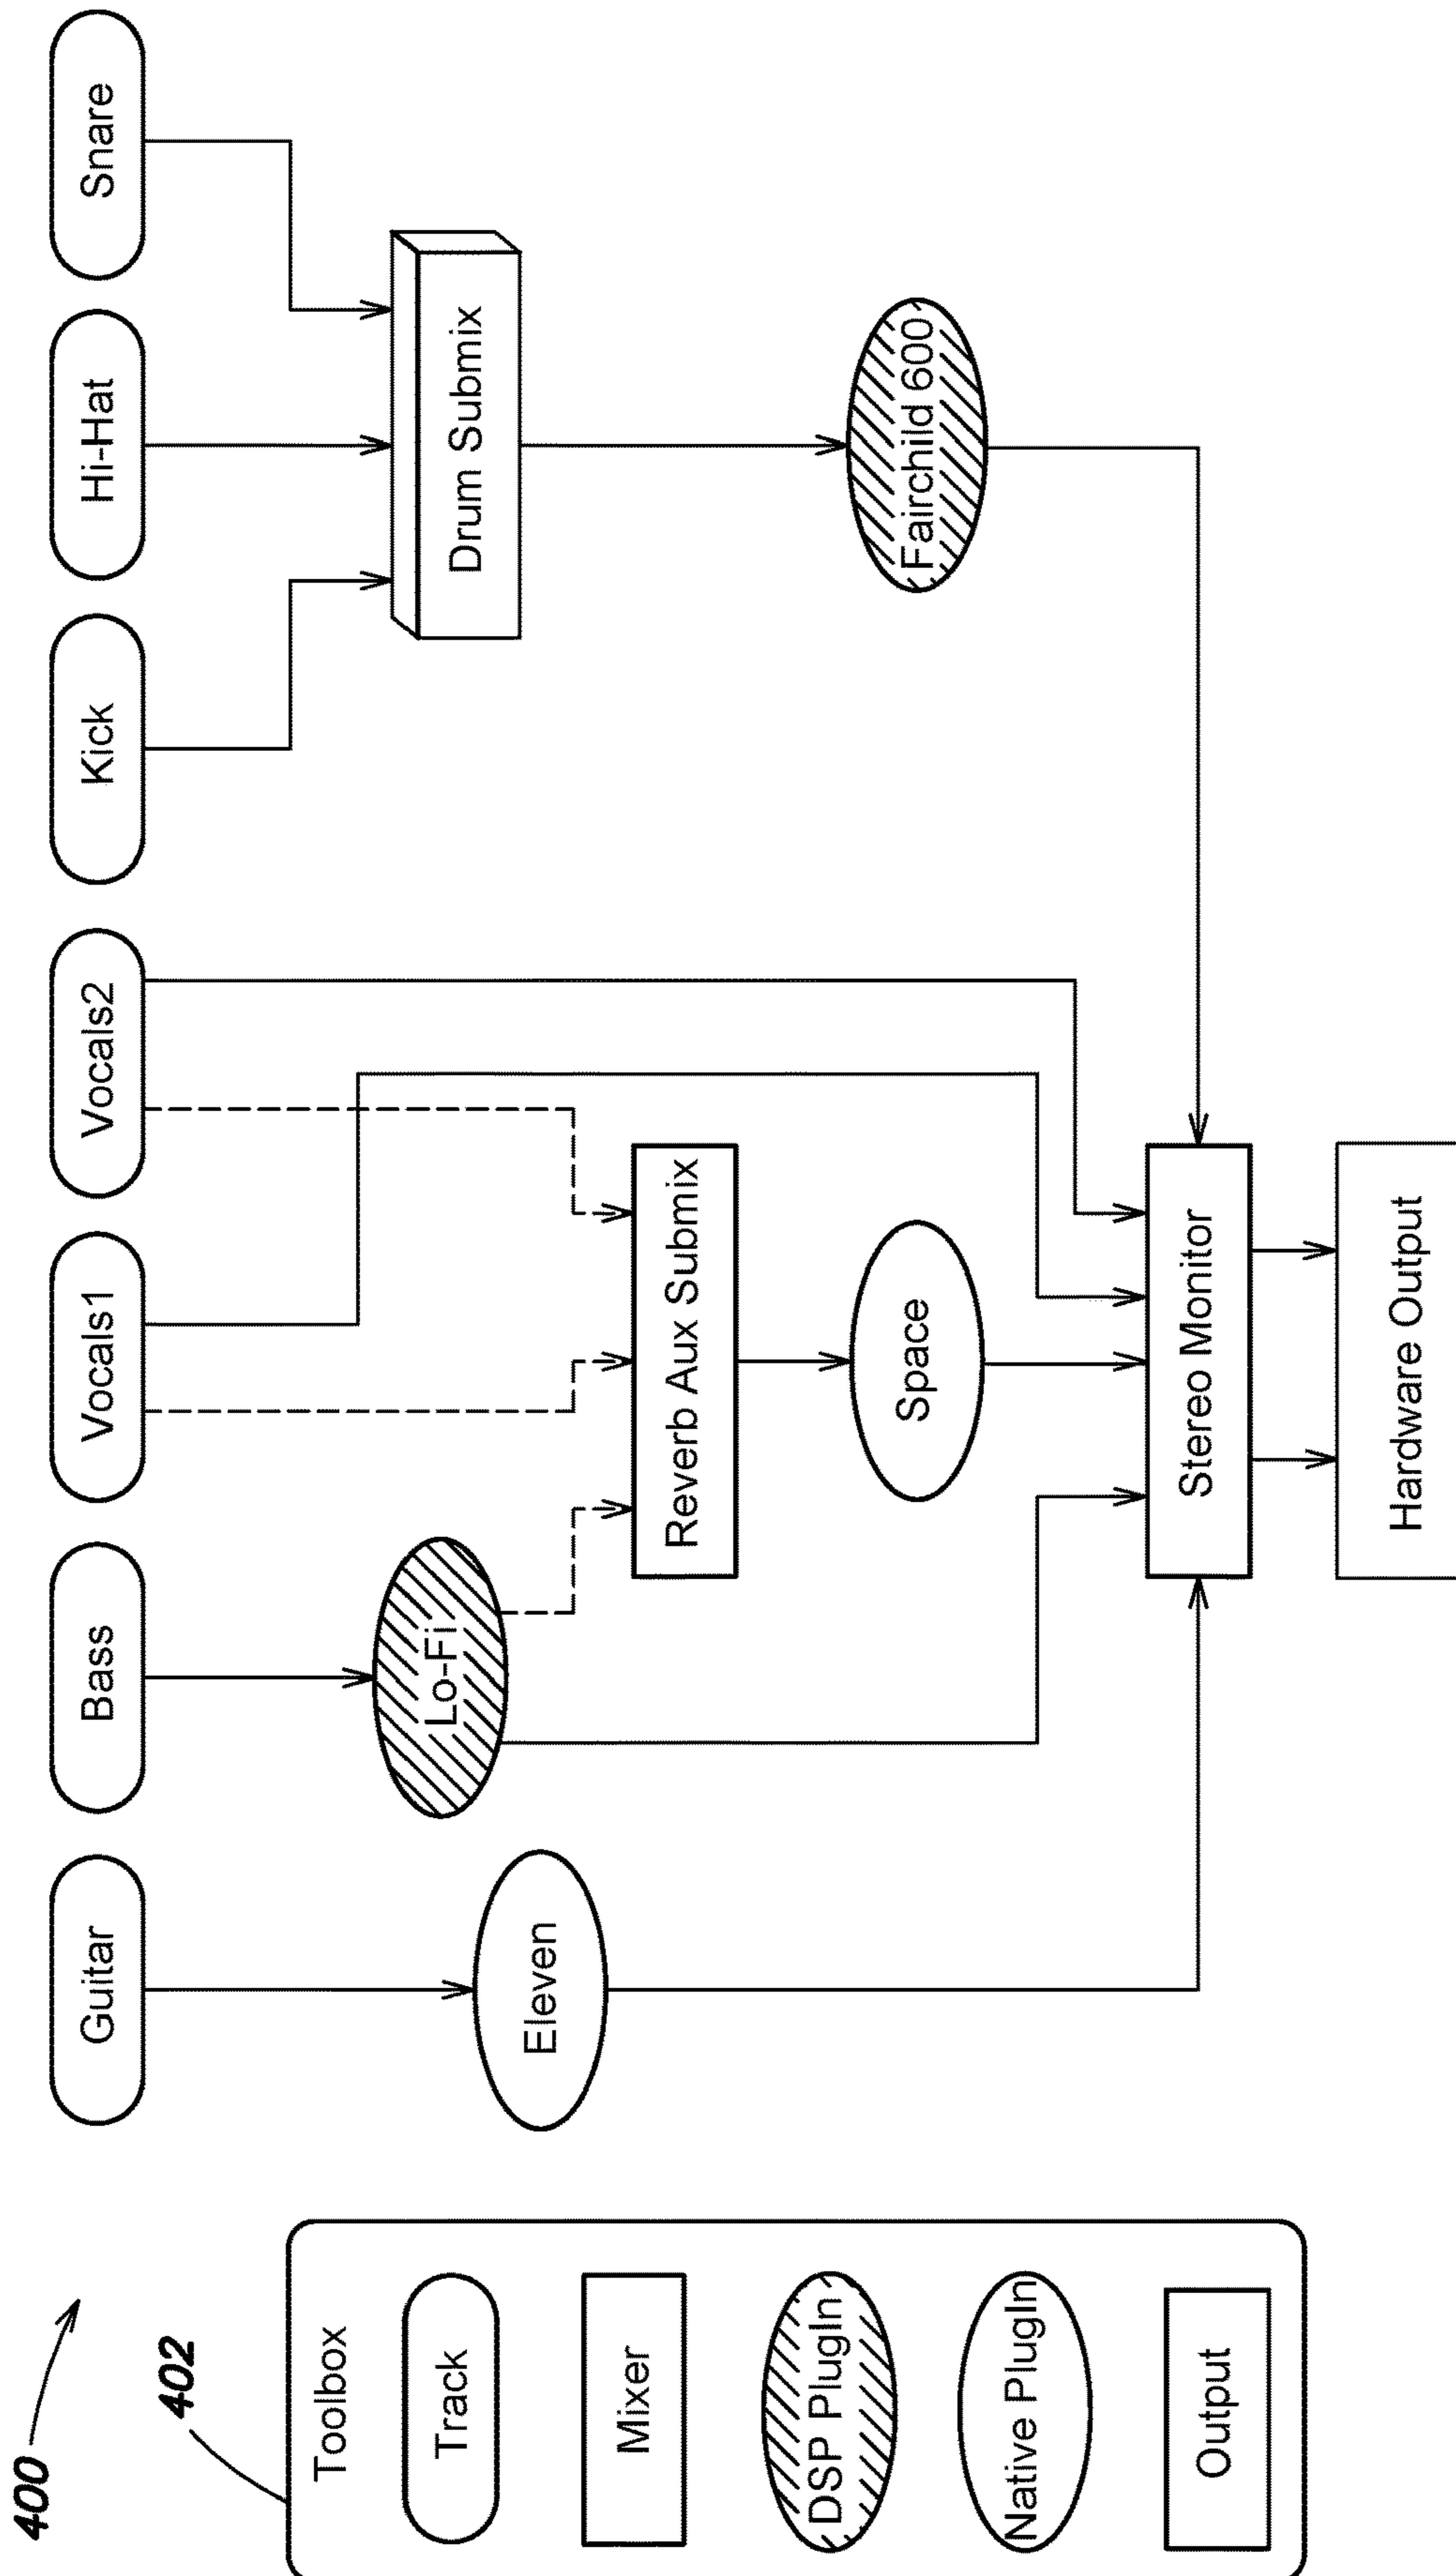 400
402
Toolbox
Track
Mixer
DSP PlugIn
Native PlugIn
Output
Guitar
Bass
Vocals1
Vocals2
Kick
Hi-Hat
Snare
Lo-Fi
Drum Submix
Eleven
Reverb Aux Submix
Space
Fairchild 600
Stereo Monitor
Hardware Output